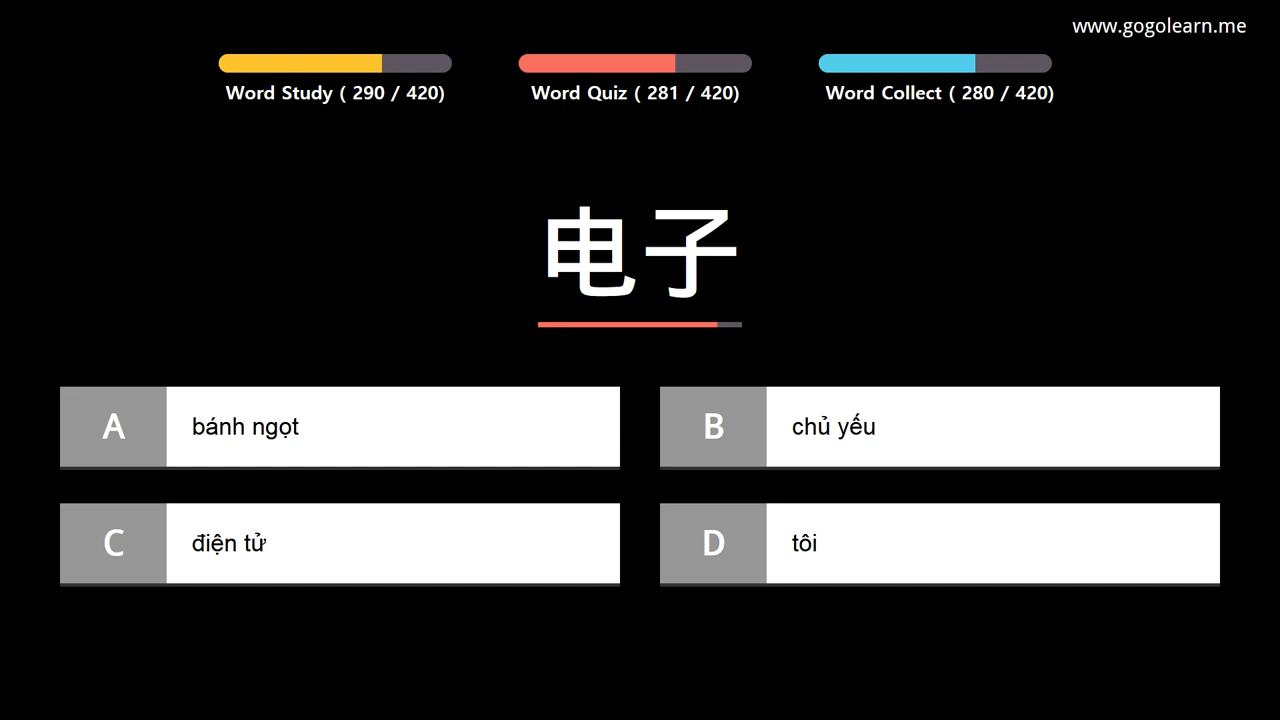 www.gogolearn.me
Word Study ( 290 / 420)
Word Quiz ( 281 / 420)
Word Collect ( 280 / 420)
电子
A bánh ngọt
B chủ yếu
C điện tử
D tôi